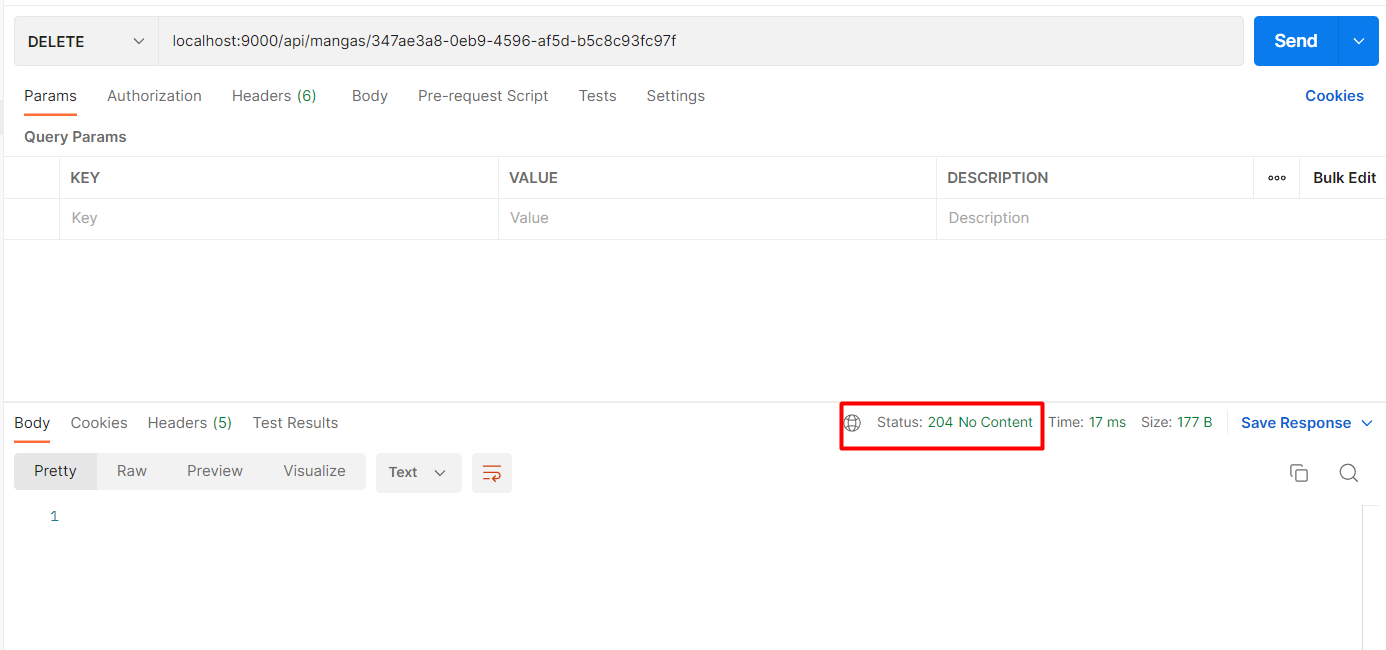 DELETE localhost:9000/api/mangas/347ae3a8-0eb9-4596-af5d-b5c8c93fc97f Send
Params Authorization Headers (6) Body Pre-request Script Tests Settings Cookies
Query Params
KEY VALUE DESCRIPTION Bulk Edit
Key Value Description
Body Cookies Headers (5) Test Results Status: 204 No Content Time: 17 ms Size: 177 B Save Response
Pretty Raw Preview Visualize Text
1